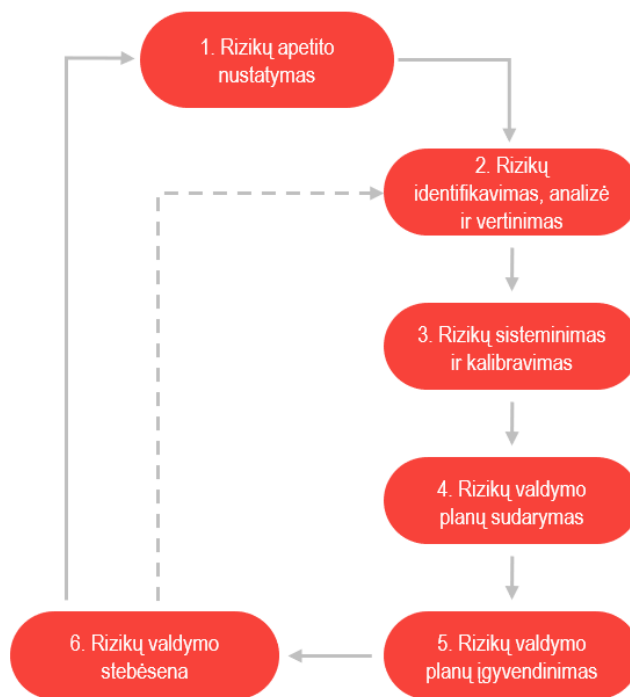 1. Rizikų apetito
nustatymas
2. Rizikų
identifikavimas, analizė
ir vertinimas
3. Rizikų sisteminimas
ir kalibravimas
4. Rizikų valdymo
planų sudarymas
5. Rizikų valdymo
planų įgyvendinimas
6. Rizikų valdymo
stebėsena